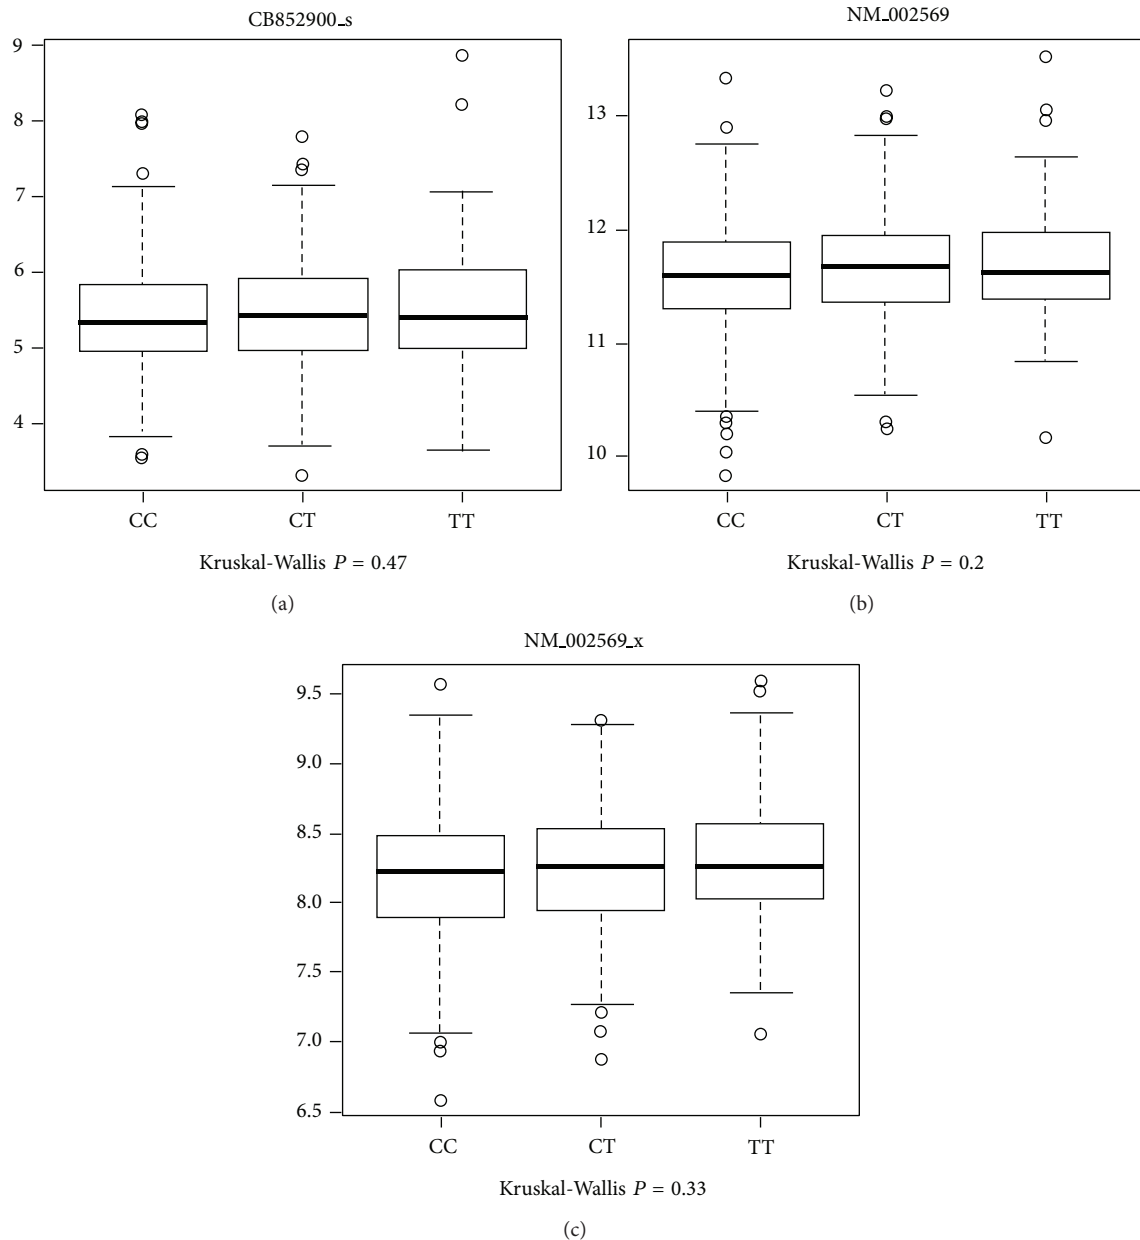 CB852900_s
9
8
7
6
5
4
CC
CT
TT
Kruskal-Wallis P = 0.47
(a)
NM_002569
13
12
11
10
CC
CT
TT
Kruskal-Wallis P = 0.2
(b)
NM_002569_x
9.5
9.0
8.5
8.0
7.5
7.0
6.5
CC
CT
TT
Kruskal-Wallis P = 0.33
(c)